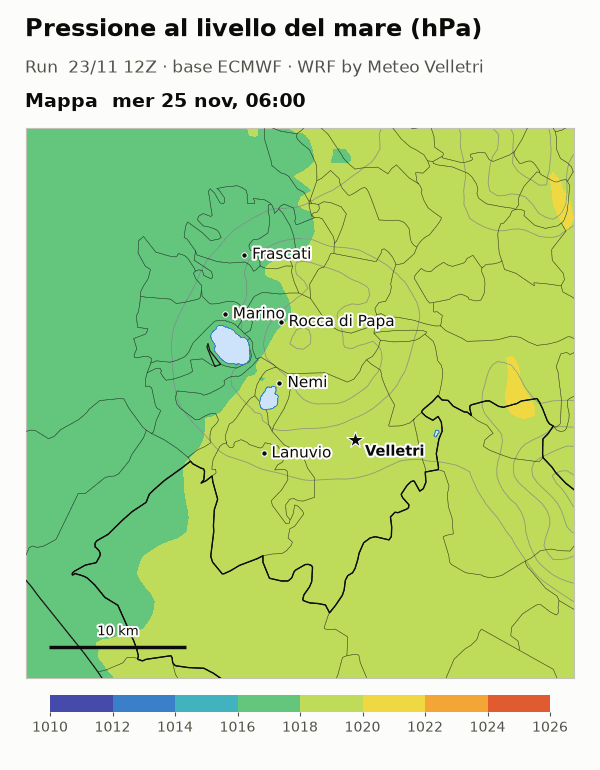 Pressione al livello del mare (hPa)
Run  23/11 12Z · base ECMWF · WRF by Meteo Velletri
Mappa  mer 25 nov, 06:00
Frascati
Marino
Rocca di Papa
Nemi
Velletri
Lanuvio
10 km
1010 1012 1014 1016 1018 1020 1022 1024 1026